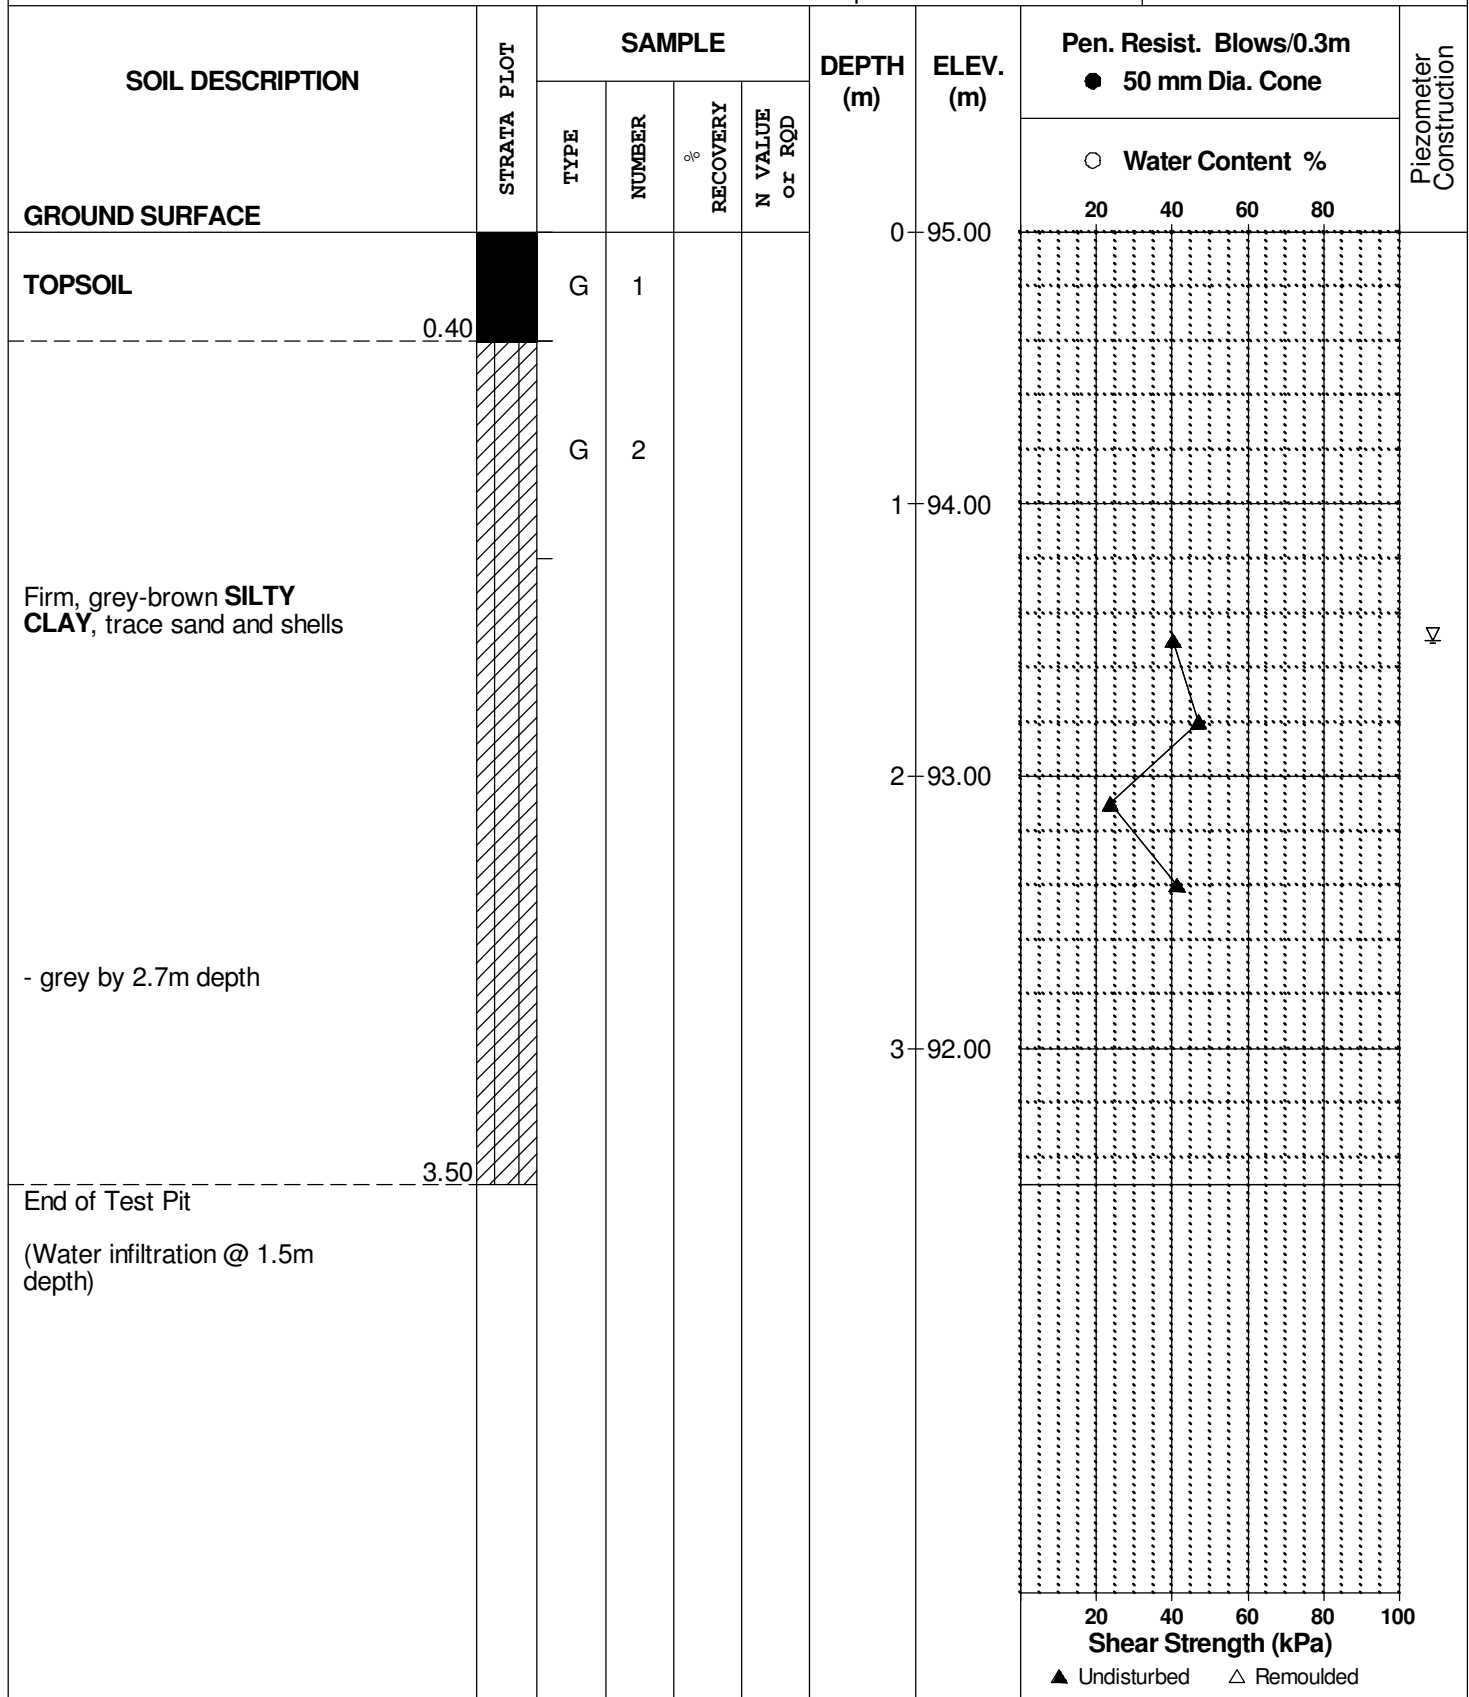 SOIL DESCRIPTION
GROUND SURFACE
STRATA PLOT
SAMPLE
TYPE
NUMBER
%
RECOVERY
N VALUE
or RQD
DEPTH
(m)
ELEV.
(m)
Pen. Resist. Blows/0.3m
● 50 mm Dia. Cone
○ Water Content %
20 40 60 80
Piezometer
Construction
0 95.00
TOPSOIL
G 1
0.40
G 2
1 94.00
Firm, grey-brown SILTY
CLAY, trace sand and shells
2 93.00
- grey by 2.7m depth
3 92.00
3.50
End of Test Pit
(Water infiltration @ 1.5m
depth)
20 40 60 80 100
Shear Strength (kPa)
▲ Undisturbed △ Remoulded